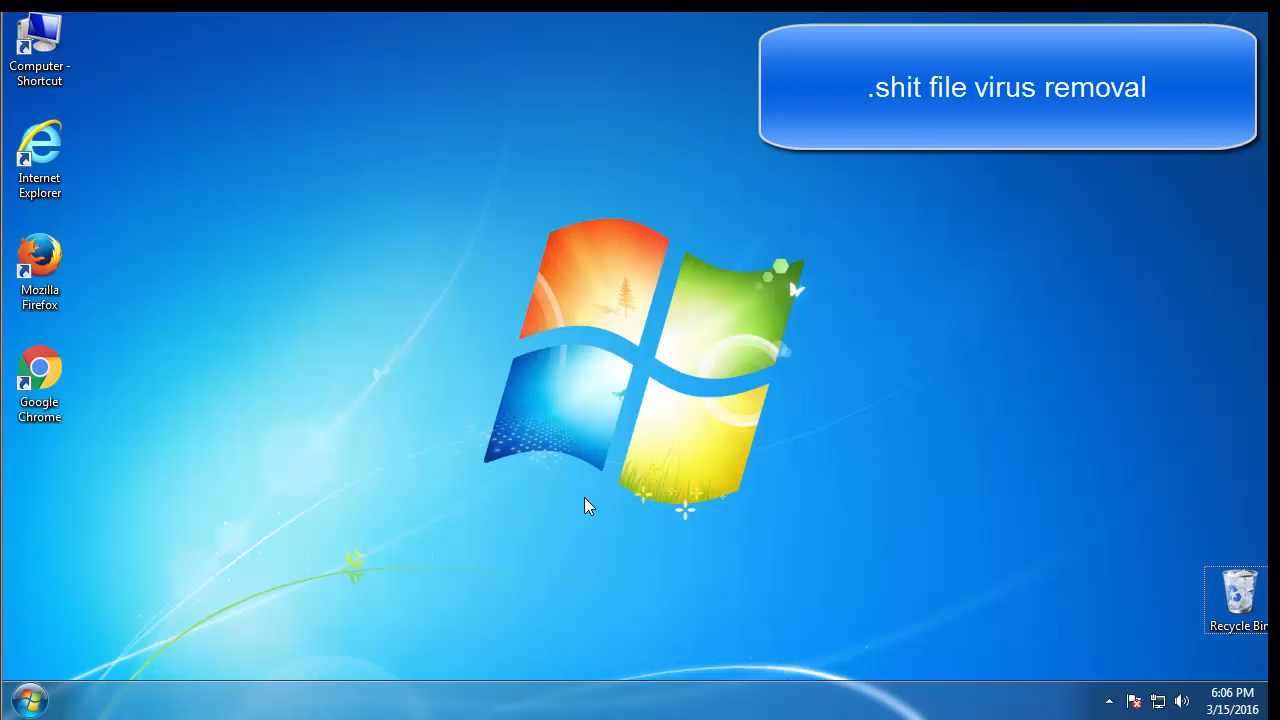 Computer -
Shortcut
.shit file virus removal
Internet
Explorer
Mozilla
Firefox
Google
Chrome
Recycle Bin
6:06 PM
3/15/2016